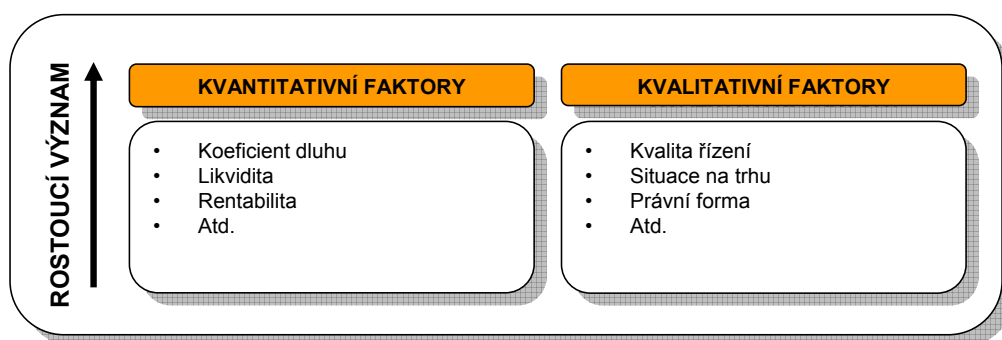 ROSTOUCÍ VÝZNAM
KVANTITATIVNÍ FAKTORY
• Koeficient dluhu
• Likvidita
• Rentabilita
• Atd.
KVALITATIVNÍ FAKTORY
• Kvalita řízení
• Situace na trhu
• Právní forma
• Atd.